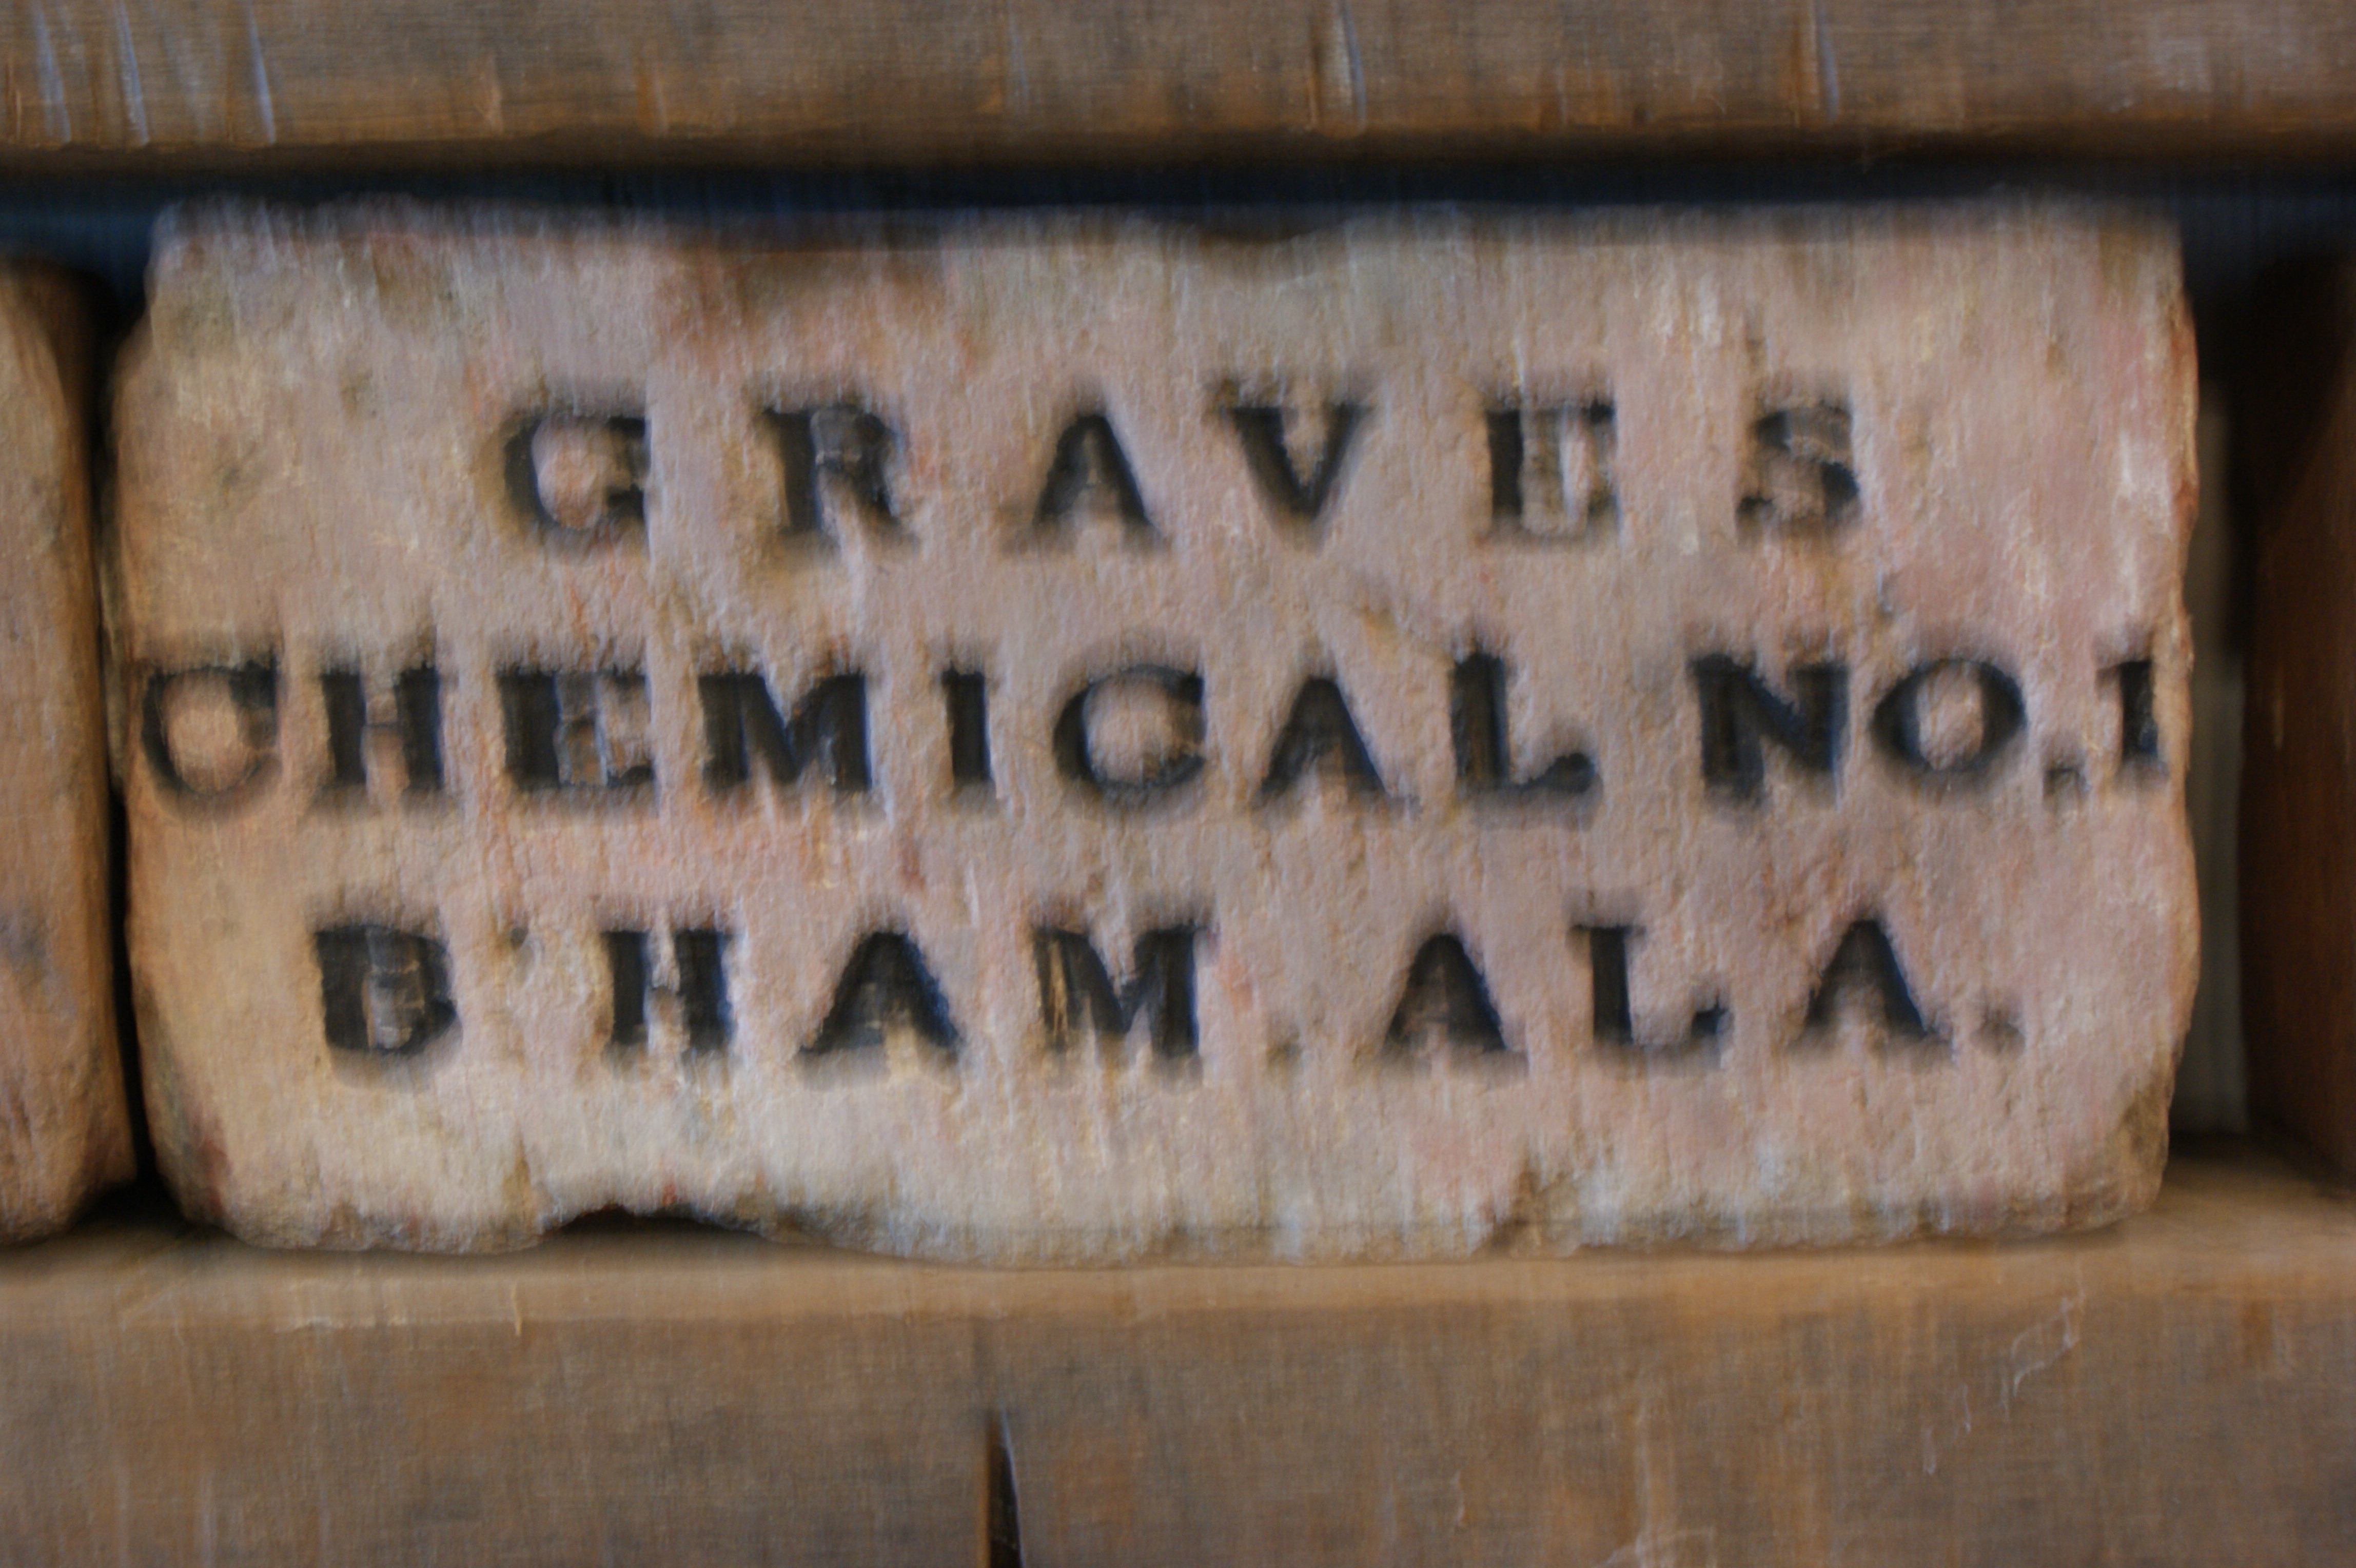 GRAVES
CHEMICAL NO.1
B'HAM. ALA.